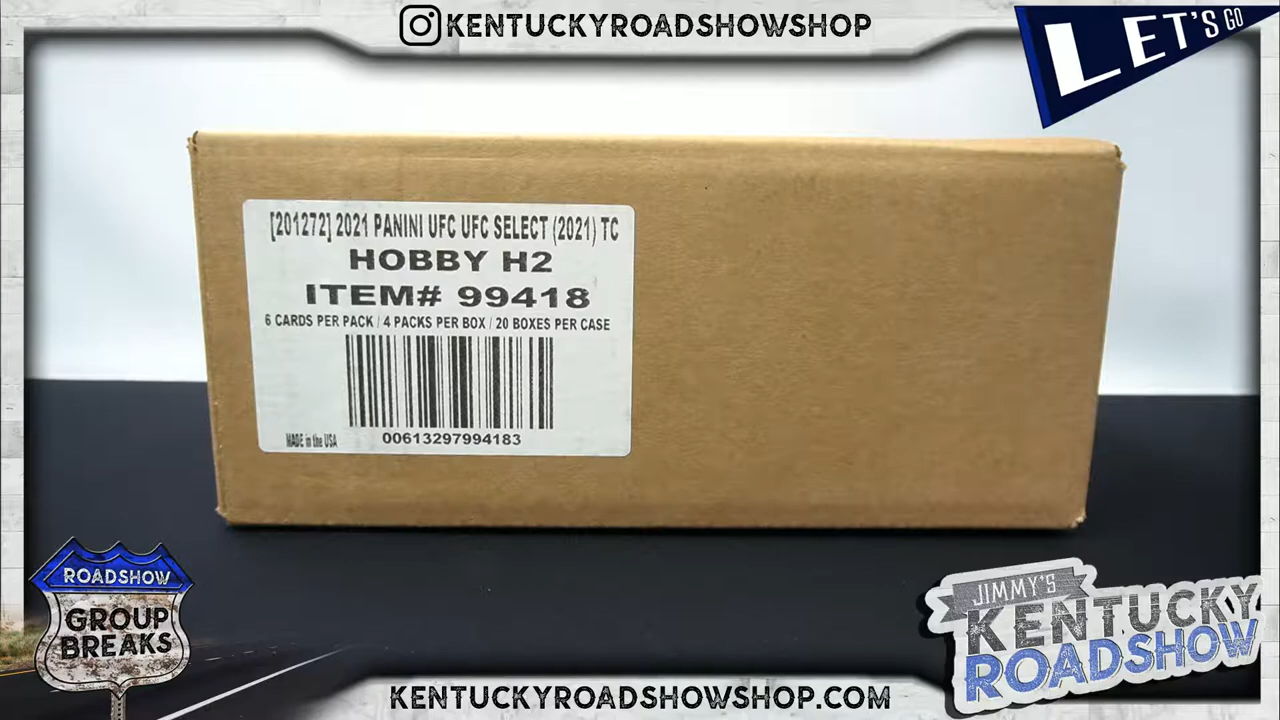 KENTUCKYROADSHOWSHOP
LET'S GO
[201272] 2021 PANINI UFC UFC SELECT (2021) TC
HOBBY H2
ITEM# 99418
6 CARDS PER PACK / 4 PACKS PER BOX / 20 BOXES PER CASE
MADE in the USA
00613297994183
ROADSHOW
GROUP
BREAKS
JIMMY'S
KENTUCKY
ROADSHOW
KENTUCKYROADSHOWSHOP.COM